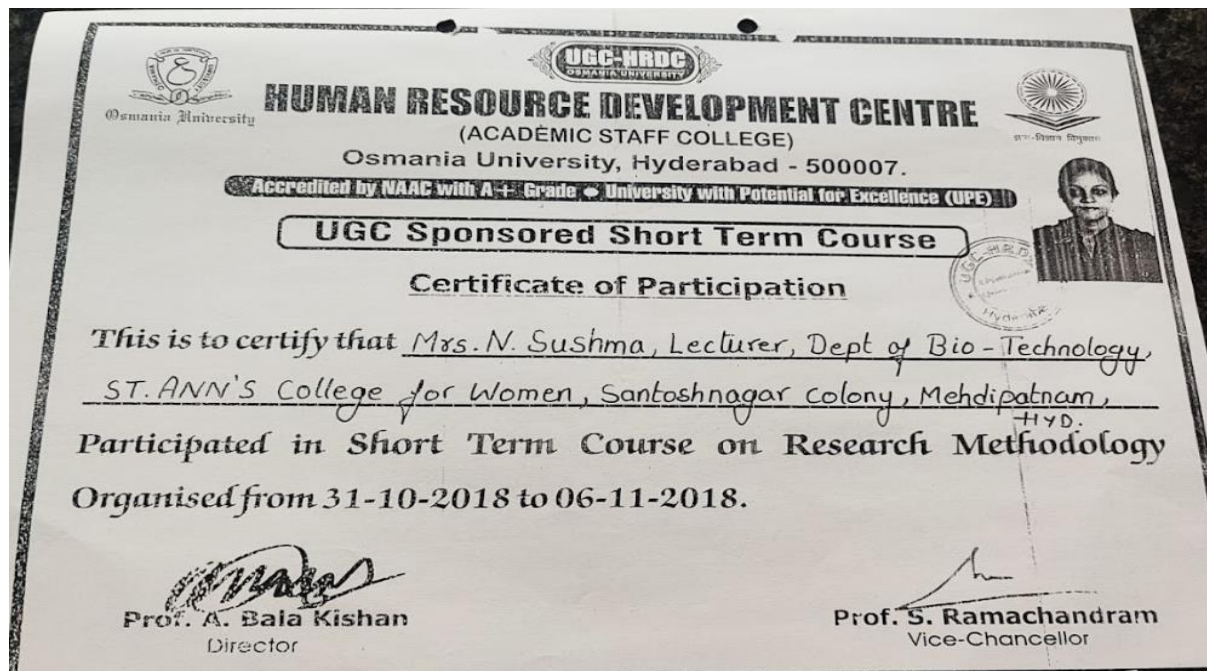 UGC-HRDC
OSMANIA UNIVERSITY
Osmania University
HUMAN RESOURCE DEVELOPMENT CENTRE
(ACADEMIC STAFF COLLEGE)
Osmania University, Hyderabad - 500007.
Accredited by NAAC with A+ Grade ● University with Potential for Excellence (UPE)
UGC Sponsored Short Term Course
UGC-HRDC
Hyderabad
Certificate of Participation
This is to certify that Mrs. N. Sushma, Lecturer, Dept of Bio-Technology,
ST. ANN'S College for Women, Santoshnagar colony, Mehdipatnam,
HYD.
Participated in Short Term Course on Research Methodology
Organised from 31-10-2018 to 06-11-2018.
Prof. A. Bala Kishan
Director
Prof. S. Ramachandram
Vice-Chancellor